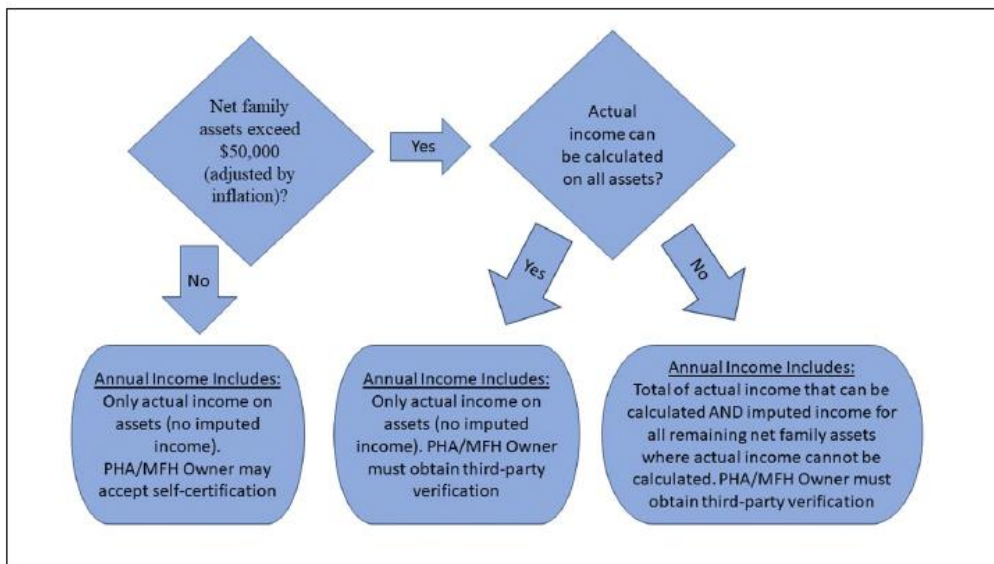 Net family
assets exceed
$50,000
(adjusted by
inflation)?
Yes
Actual
income can
be calculated
on all assets?
No
Yes
No
Annual Income Includes:
Only actual income on
assets (no imputed
income).
PHA/MFH Owner may
accept self-certification
Annual Income Includes:
Only actual income on
assets (no imputed
income). PHA/MFH Owner
must obtain third-party
verification
Annual Income Includes:
Total of actual income that can be
calculated AND imputed income for
all remaining net family assets
where actual income cannot be
calculated. PHA/MFH Owner must
obtain third-party verification